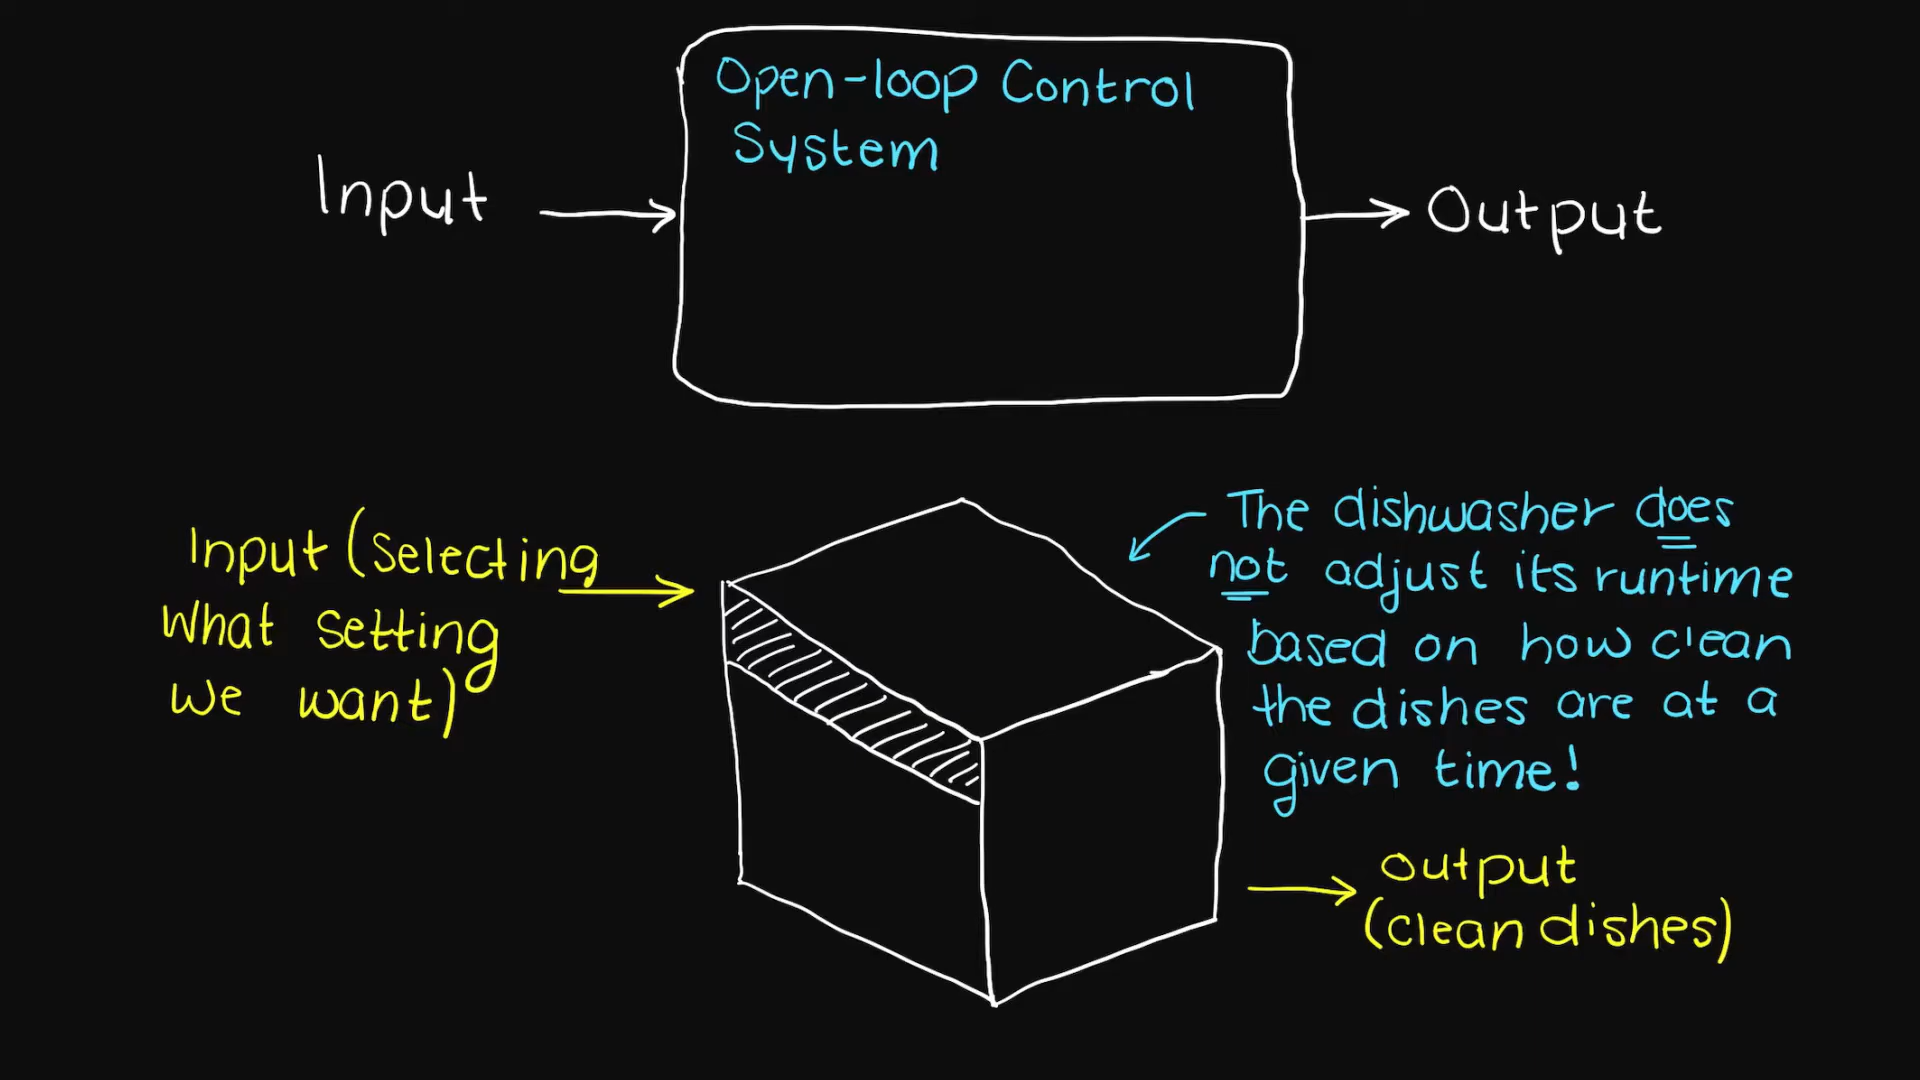 Open-loop Control
System
Input
Output
Input (selecting
what setting
we want)
The dishwasher does
not adjust its runtime
based on how clean
the dishes are at a
given time!
output
(clean dishes)